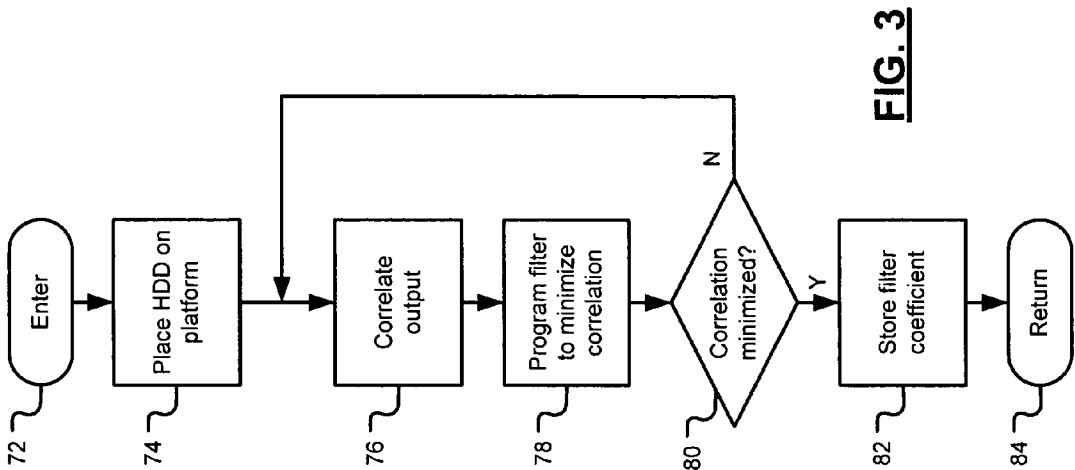 72
Enter
74
Place HDD on
platform
76
Correlate
output
78
Program filter
to minimize
correlation
80
Correlation
minimized?
N
Y
82
Store filter
coefficient
84
Return
FIG. 3